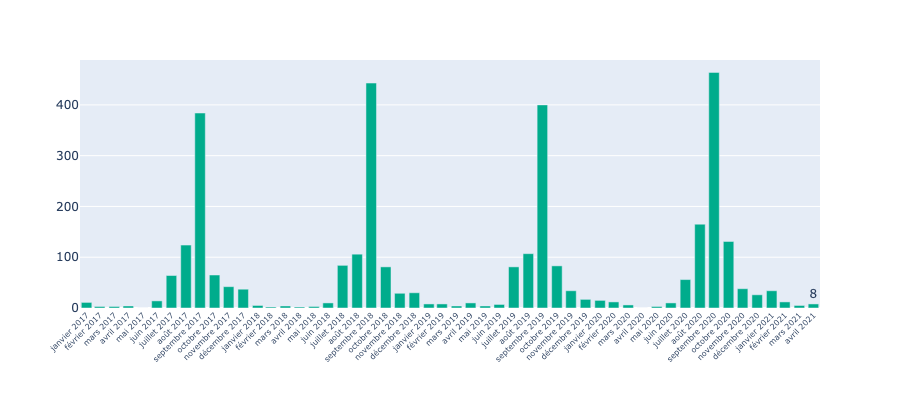 400
300
200
100
0
8
janvier 2017
février 2017
mars 2017
avril 2017
mai 2017
juin 2017
juillet 2017
août 2017
septembre 2017
octobre 2017
novembre 2017
décembre 2017
janvier 2018
février 2018
mars 2018
avril 2018
mai 2018
juin 2018
juillet 2018
août 2018
septembre 2018
octobre 2018
novembre 2018
décembre 2018
janvier 2019
février 2019
mars 2019
avril 2019
mai 2019
juin 2019
juillet 2019
août 2019
septembre 2019
octobre 2019
novembre 2019
décembre 2019
janvier 2020
février 2020
mars 2020
avril 2020
mai 2020
juin 2020
juillet 2020
août 2020
septembre 2020
octobre 2020
novembre 2020
décembre 2020
janvier 2021
février 2021
mars 2021
avril 2021